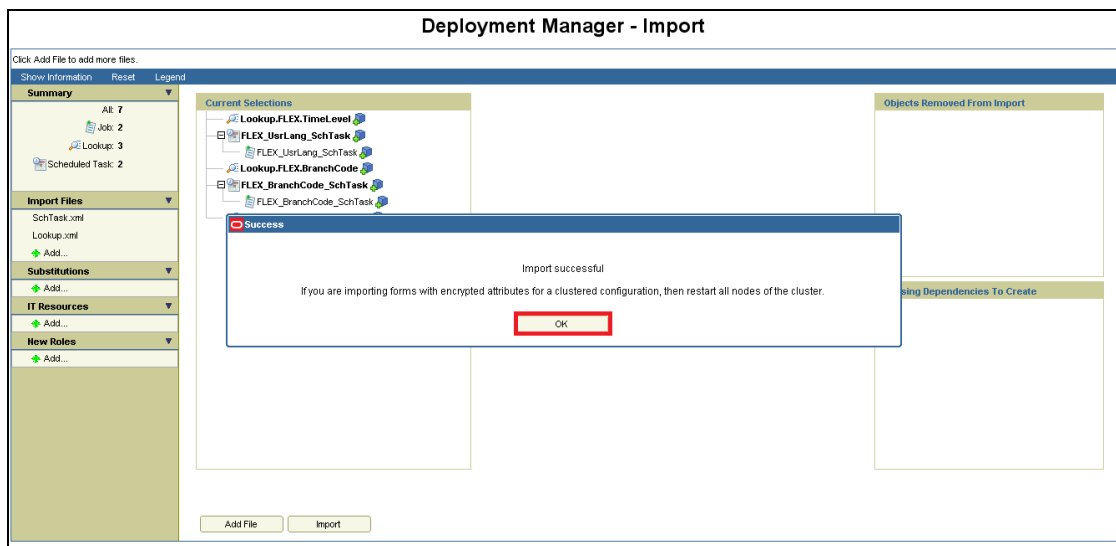 Deployment Manager - Import
Click Add File to add more files.
Show Information Reset Legend
Summary
All: 7
Job: 2
Lookup: 3
Scheduled Task: 2
Import Files
SchTask.xml
Lookup.xml
Add...
Substitutions
Add...
IT Resources
Add...
New Roles
Add...
Current Selections
Lookup.FLEX.TimeLevel
FLEX_UsrLang_SchTask
FLEX_UsrLang_SchTask
Lookup.FLEX.BranchCode
FLEX_BranchCode_SchTask
FLEX_BranchCode_SchTask
Objects Removed From Import
Success
Import successful
If you are importing forms with encrypted attributes for a clustered configuration, then restart all nodes of the cluster.
OK
Dependencies To Create
Add File
Import